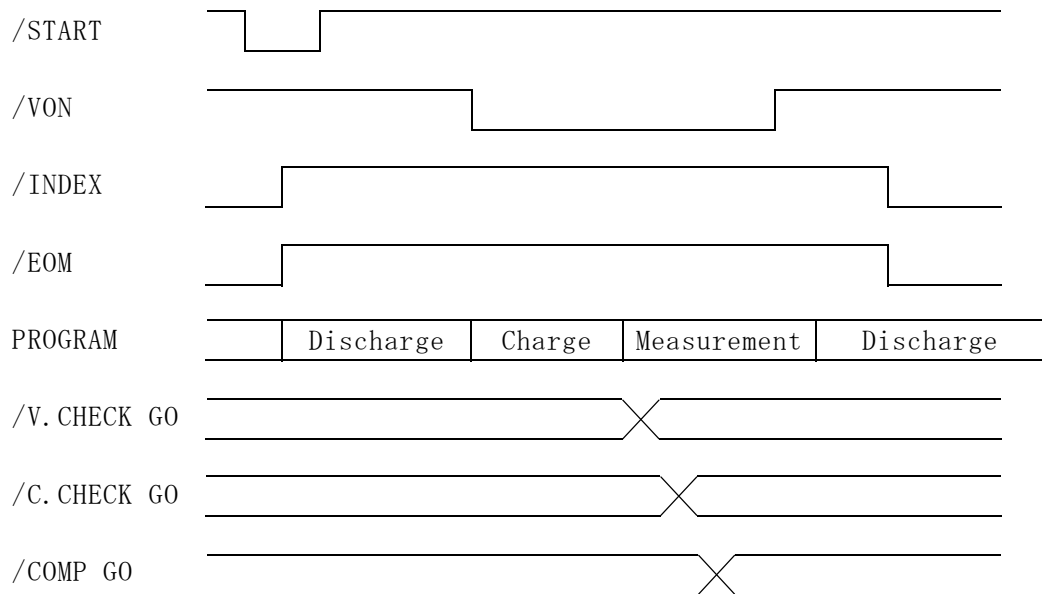 /START
/VON
/INDEX
/EOM
PROGRAM Discharge Charge Measurement Discharge
/V.CHECK GO
/C.CHECK GO
/COMP GO